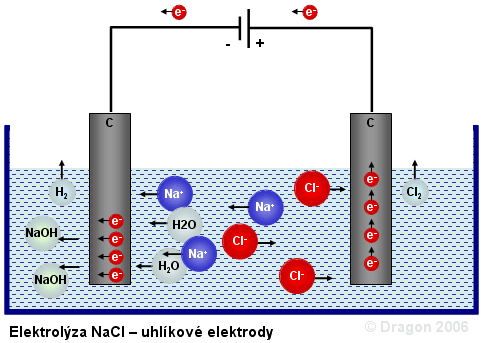 e-
e-
- +
C
C
H2
Cl2
Na+
Cl-
Na+
H2O
NaOH
e-
e-
e-
e-
e-
e-
e-
e-
Cl-
Na+
H2O
Cl-
NaOH
Elektrolýza NaCl – uhlíkové elektrody
© Dragon 2006